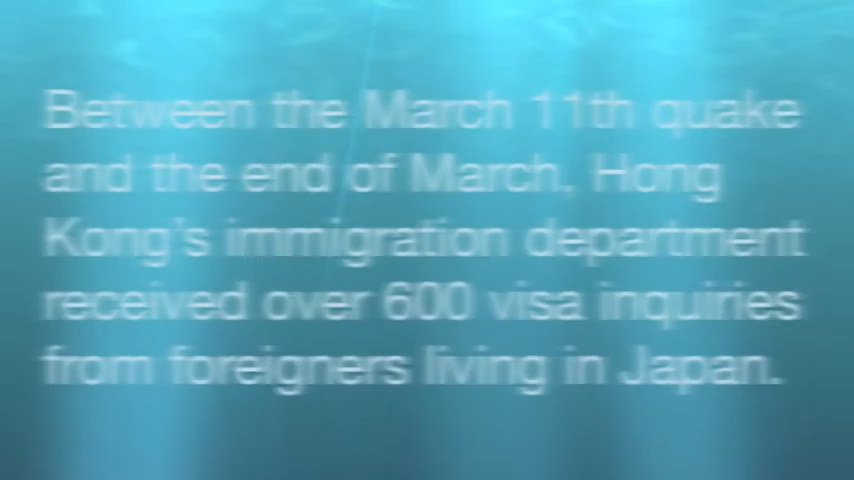 Between the March 11th quake
and the end of March, Hong
Kong's immigration department
received over 600 visa inquiries
from foreigners living in Japan.